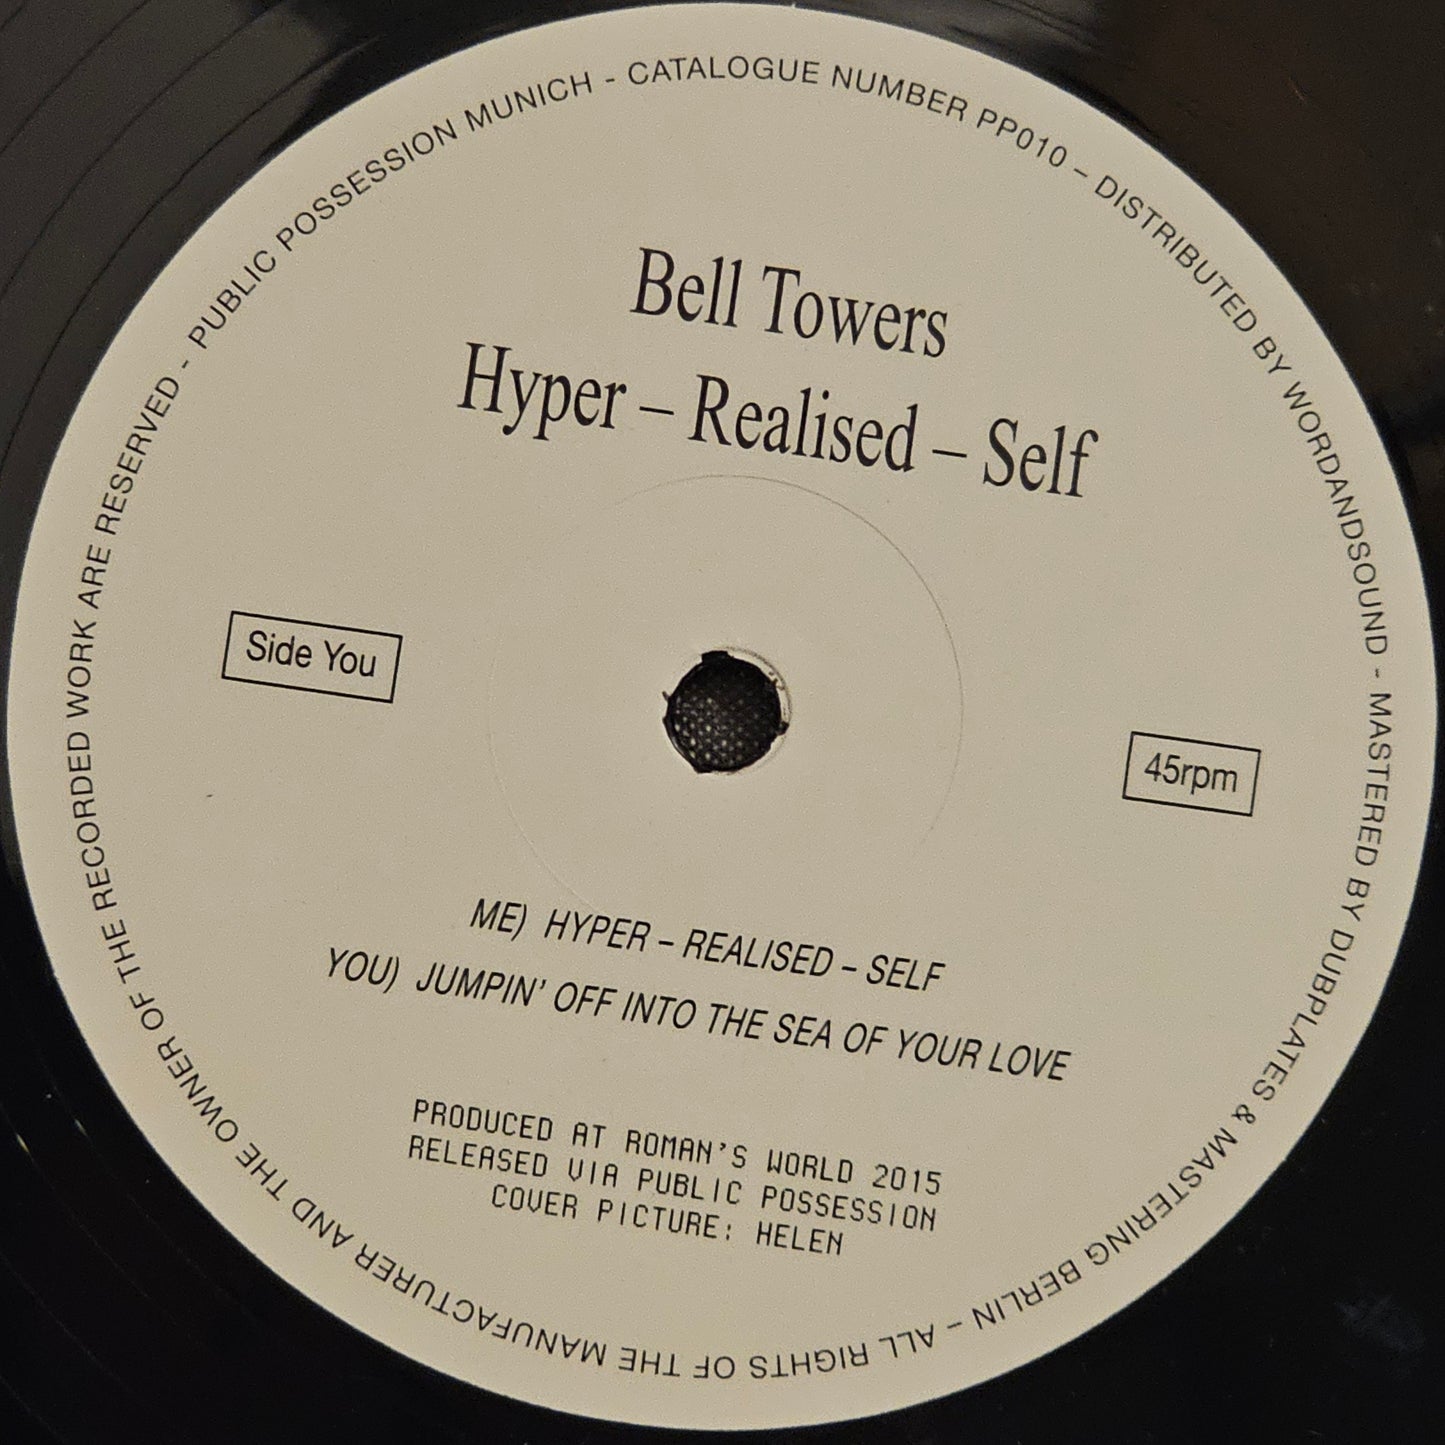 PUBLIC POSSESSION MUNICH - CATALOGUE NUMBER PP010 – DISTRIBUTED BY WORDANDSOUND - MASTERED BY DUBPLATES & MASTERING BERLIN – ALL RIGHTS OF THE MANUFACTURER AND THE OWNER OF THE RECORDED WORK ARE RESERVED -
Bell Towers
Hyper – Realised – Self
Side You
45rpm
ME) HYPER – REALISED – SELF
YOU) JUMPIN' OFF INTO THE SEA OF YOUR LOVE
PRODUCED AT ROMAN'S WORLD 2015
RELEASED VIA PUBLIC POSSESSION
COVER PICTURE: HELEN